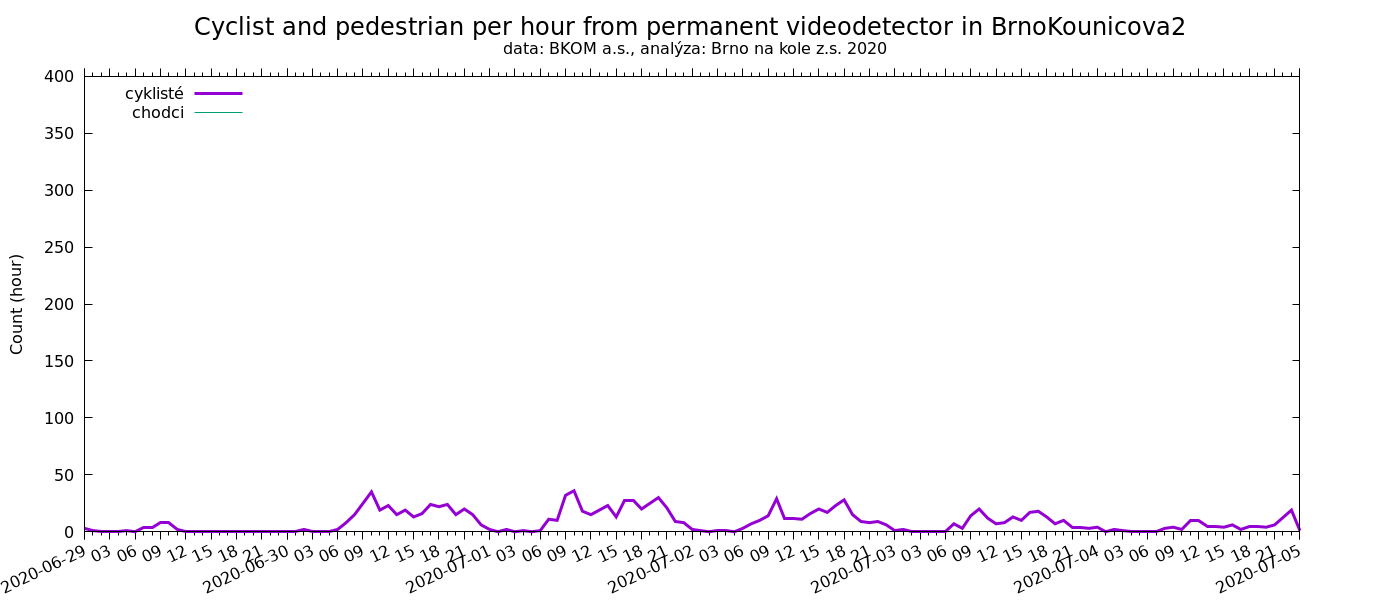 Cyclist and pedestrian per hour from permanent videodetector in BrnoKounicova2
data: BKOM a.s., analýza: Brno na kole z.s. 2020
cyklisté
chodci
Count (hour)
400
350
300
250
200
150
100
50
0
2020-06-29 03 06 09 12 15 18 21 2020-06-30 03 06 09 12 15 18 21 2020-07-01 03 06 09 12 15 18 21 2020-07-02 03 06 09 12 15 18 21 2020-07-03 03 06 09 12 15 18 21 2020-07-04 03 06 09 12 15 18 21 2020-07-05